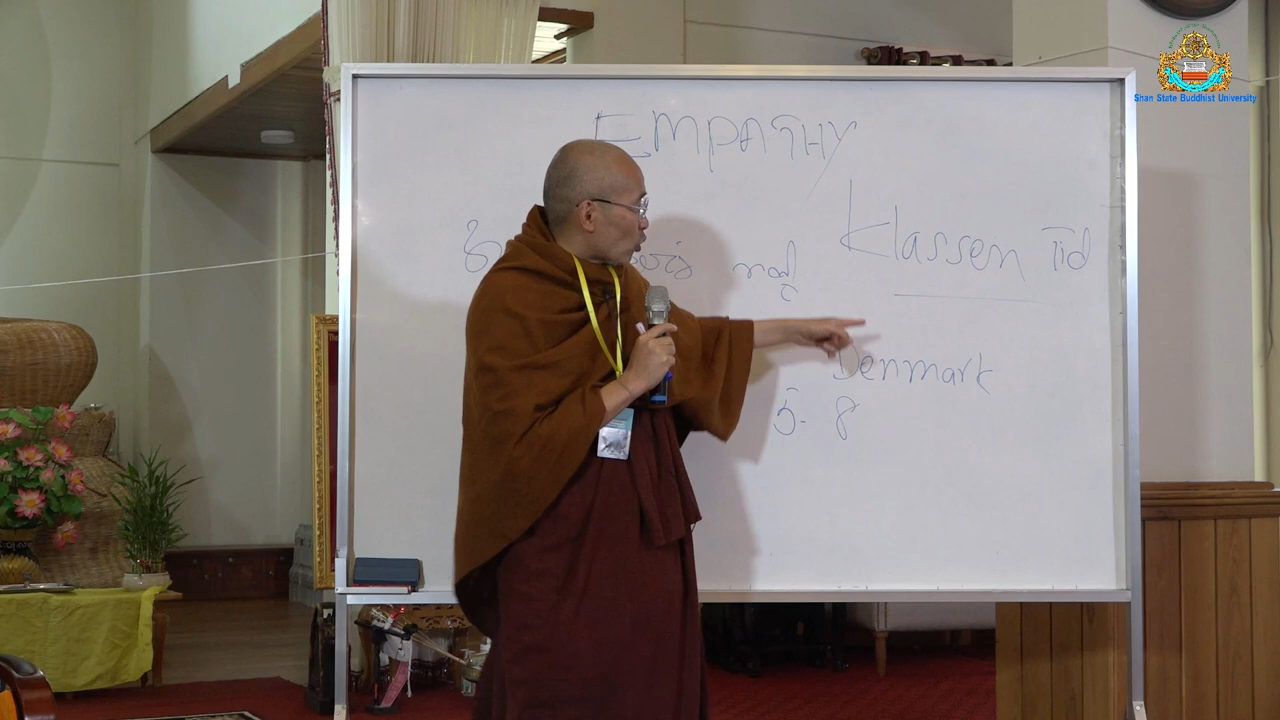 EMPATHY
Klassen Tid
Denmark
5-8
Shan State Buddhist University